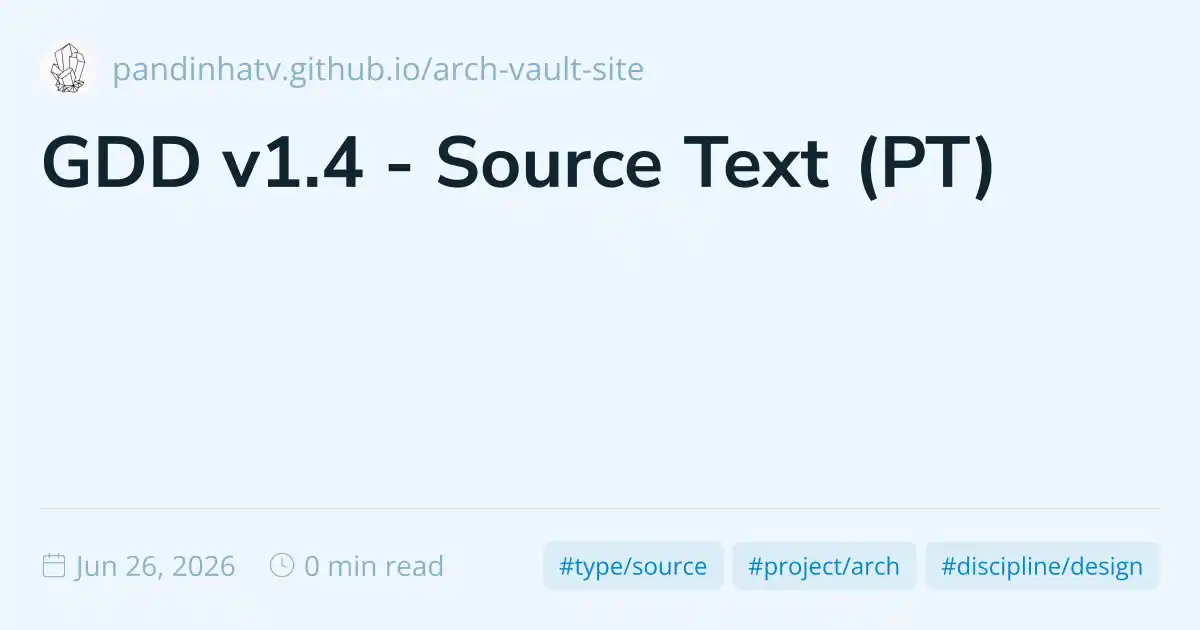 pandinhatv.github.io/arch-vault-site
GDD v1.4 - Source Text (PT)
Jun 26, 2026 0 min read #type/source #project/arch #discipline/design